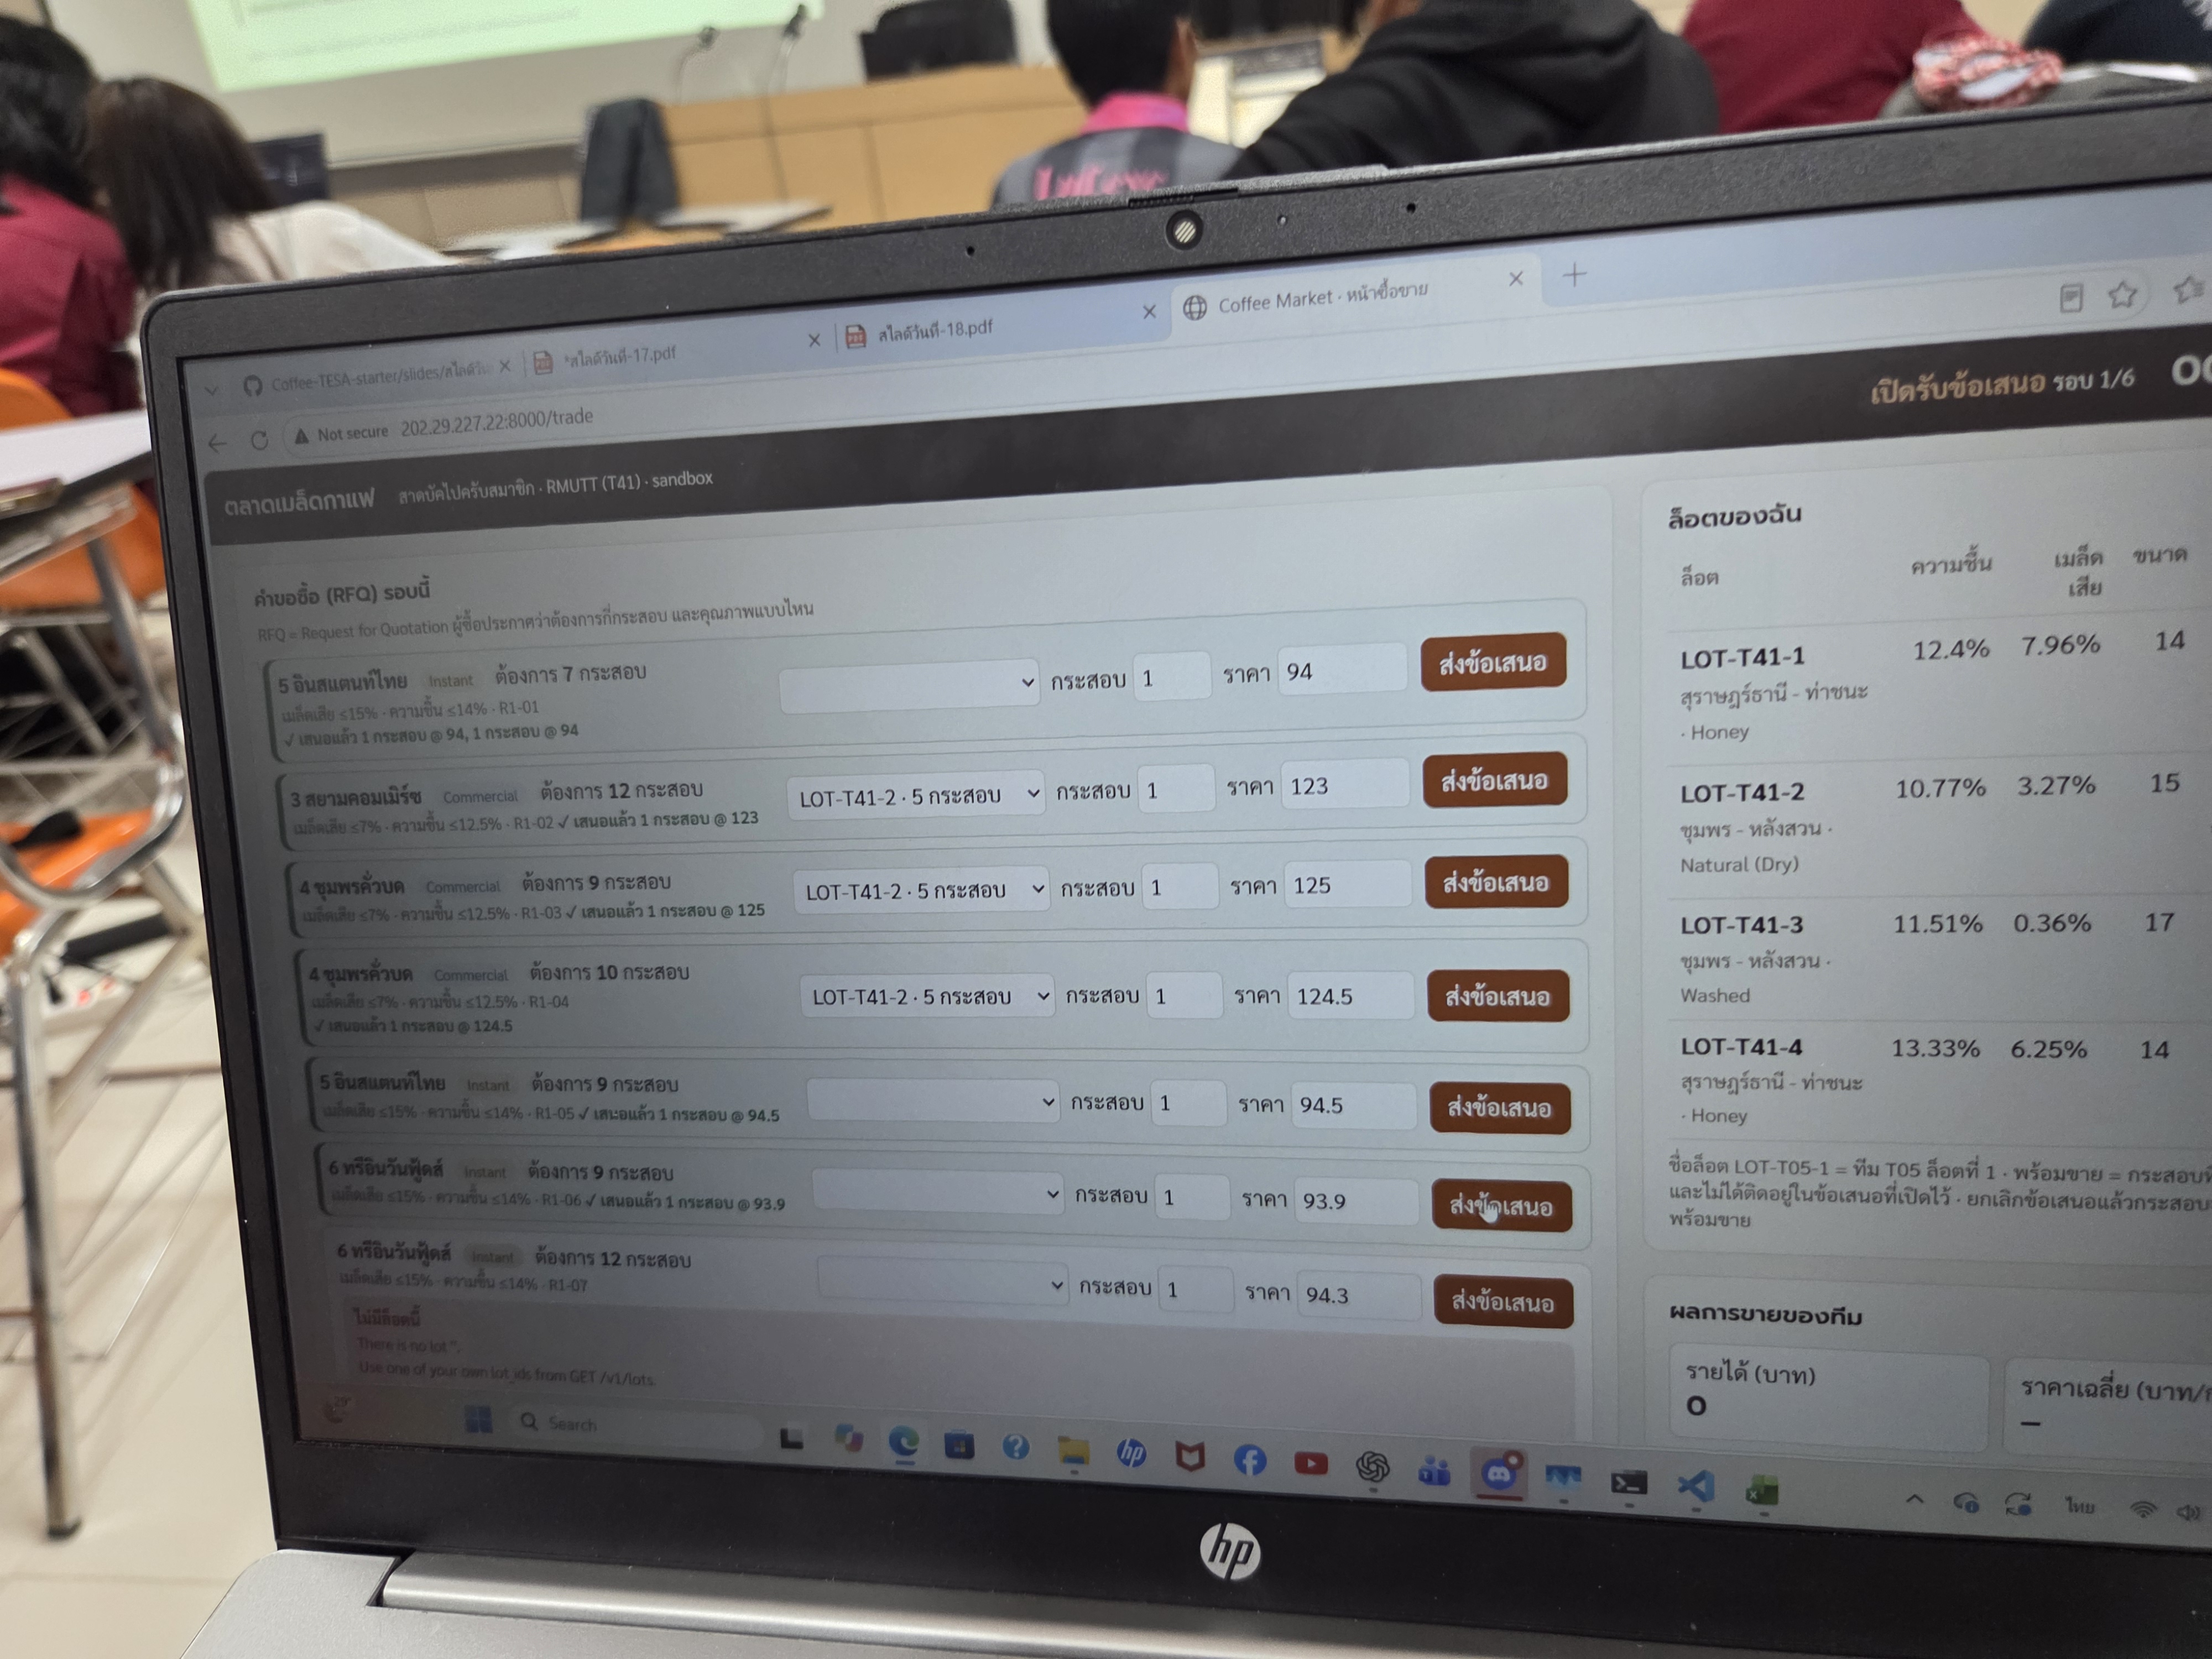 Coffee-TESA-starter/slides/สไลด์วัน
*สไลด์วันที่-17.pdf
สไลด์วันที่-18.pdf
Coffee Market · หน้าซื้อขาย
Not secure 202.29.227.22:8000/trade
ตลาดเมล็ดกาแฟ สาดบัคไปครับสมาชิก · RMUTT (T41) · sandbox
เปิดรับข้อเสนอ รอบ 1/6
คำขอซื้อ (RFQ) รอบนี้
RFQ = Request for Quotation ผู้ซื้อประกาศว่าต้องการกี่กระสอบ และคุณภาพแบบไหน
5 อินสแตนท์ไทย Instant ต้องการ 7 กระสอบ
เมล็ดเสีย ≤15% · ความชื้น ≤14% · R1-01
✓ เสนอแล้ว 1 กระสอบ @ 94, 1 กระสอบ @ 94
กระสอบ 1 ราคา 94 ส่งข้อเสนอ
3 สยามคอมเมิร์ซ Commercial ต้องการ 12 กระสอบ
เมล็ดเสีย ≤7% · ความชื้น ≤12.5% · R1-02 ✓ เสนอแล้ว 1 กระสอบ @ 123
LOT-T41-2 · 5 กระสอบ กระสอบ 1 ราคา 123 ส่งข้อเสนอ
4 ชุมพรคั่วบด Commercial ต้องการ 9 กระสอบ
เมล็ดเสีย ≤7% · ความชื้น ≤12.5% · R1-03 ✓ เสนอแล้ว 1 กระสอบ @ 125
LOT-T41-2 · 5 กระสอบ กระสอบ 1 ราคา 125 ส่งข้อเสนอ
4 ชุมพรคั่วบด Commercial ต้องการ 10 กระสอบ
เมล็ดเสีย ≤7% · ความชื้น ≤12.5% · R1-04
✓ เสนอแล้ว 1 กระสอบ @ 124.5
LOT-T41-2 · 5 กระสอบ กระสอบ 1 ราคา 124.5 ส่งข้อเสนอ
5 อินสแตนท์ไทย Instant ต้องการ 9 กระสอบ
เมล็ดเสีย ≤15% · ความชื้น ≤14% · R1-05 ✓ เสนอแล้ว 1 กระสอบ @ 94.5
กระสอบ 1 ราคา 94.5 ส่งข้อเสนอ
6 ทรีอินวันฟู้ดส์ Instant ต้องการ 9 กระสอบ
เมล็ดเสีย ≤15% · ความชื้น ≤14% · R1-06 ✓ เสนอแล้ว 1 กระสอบ @ 93.9
กระสอบ 1 ราคา 93.9 ส่งข้อเสนอ
6 ทรีอินวันฟู้ดส์ Instant ต้องการ 12 กระสอบ
เมล็ดเสีย ≤15% · ความชื้น ≤14% · R1-07
กระสอบ 1 ราคา 94.3 ส่งข้อเสนอ
ไม่มีล็อตนี้
There is no lot ''.
Use one of your own lot_ids from GET /v1/lots.
ล็อตของฉัน
ล็อต ความชื้น เมล็ดเสีย ขนาด
LOT-T41-1 12.4% 7.96% 14
สุราษฎร์ธานี - ท่าชนะ
· Honey
LOT-T41-2 10.77% 3.27% 15
ชุมพร - หลังสวน ·
Natural (Dry)
LOT-T41-3 11.51% 0.36% 17
ชุมพร - หลังสวน ·
Washed
LOT-T41-4 13.33% 6.25% 14
สุราษฎร์ธานี - ท่าชนะ
· Honey
ชื่อล็อต LOT-T05-1 = ทีม T05 ล็อตที่ 1 · พร้อมขาย = กระสอบที่
และไม่ได้ติดอยู่ในข้อเสนอที่เปิดไว้ · ยกเลิกข้อเสนอแล้วกระสอบ
พร้อมขาย
ผลการขายของทีม
รายได้ (บาท)
0
ราคาเฉลี่ย (บาท/
—
29°
Search
ไทย
hp